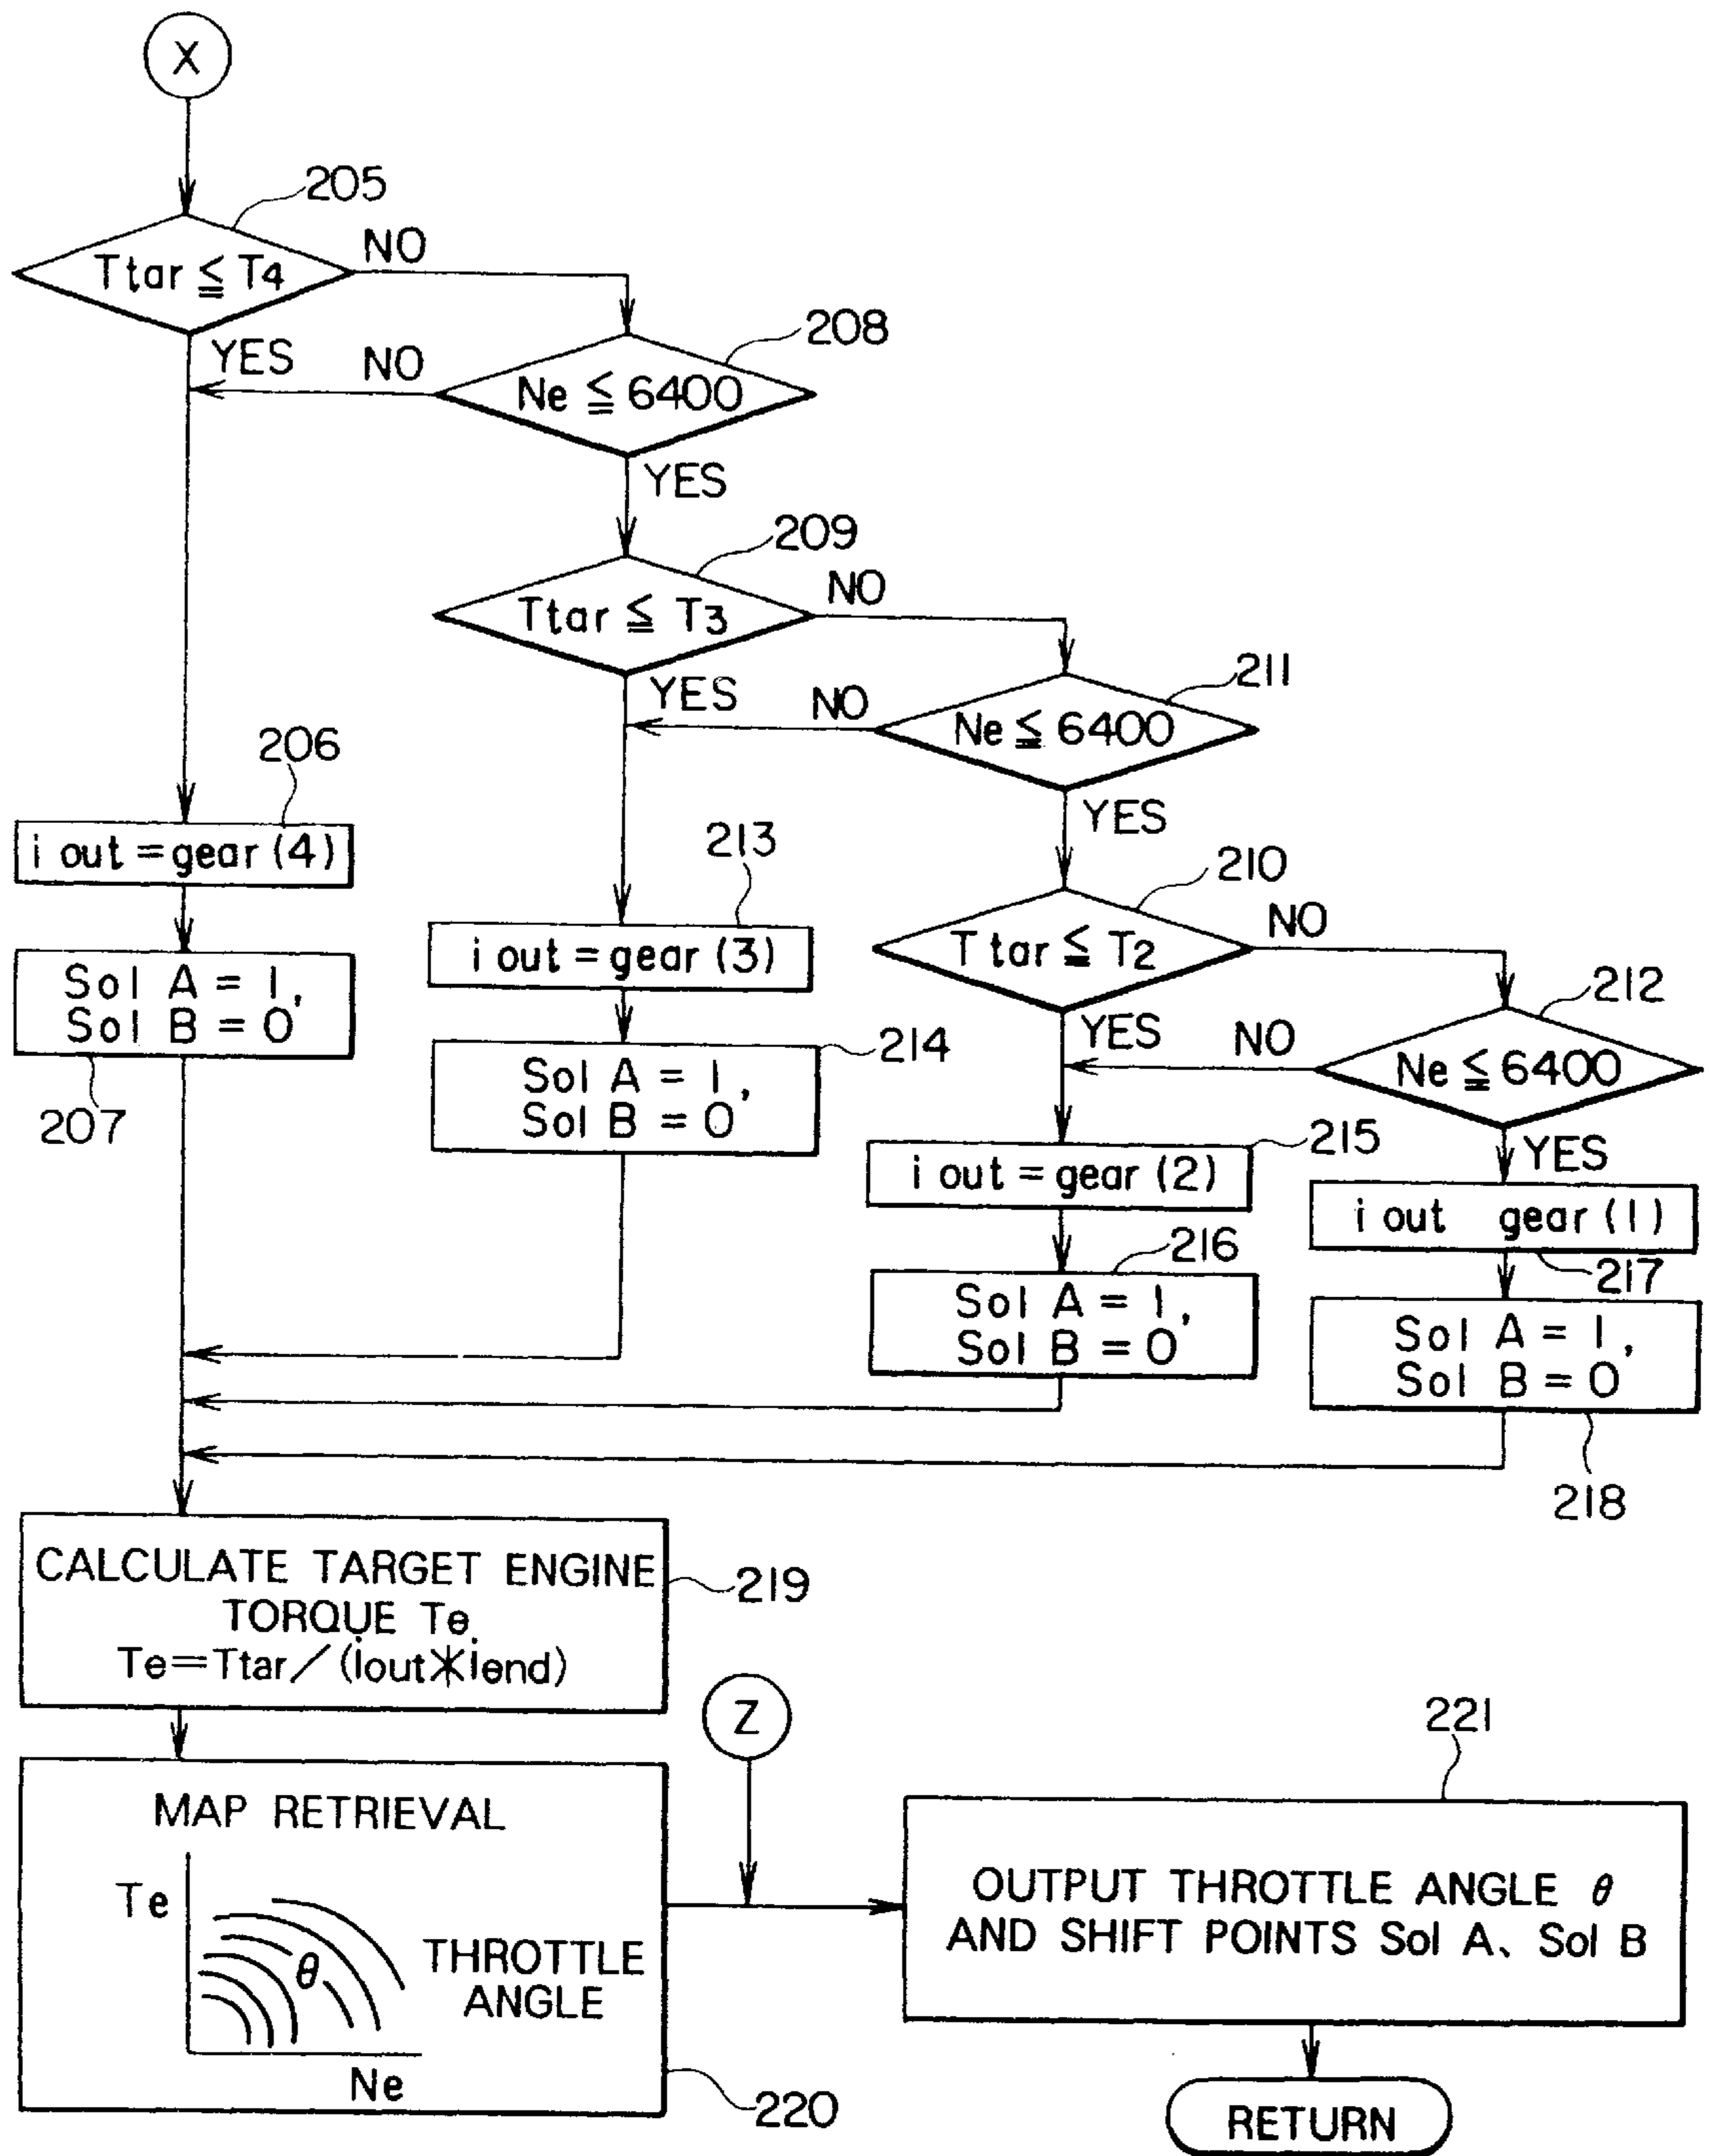 X
205
T tar ≦ T4
NO
YES
208
NO
Ne ≦ 6400
YES
209
T tar ≦ T3
NO
YES
211
NO
Ne ≦ 6400
YES
206
i out = gear (4)
213
i out = gear (3)
210
T tar ≦ T2
NO
YES
212
NO
Ne ≦ 6400
YES
Sol A = 1,
Sol B = 0
207
214
Sol A = 1,
Sol B = 0
215
i out = gear (2)
i out gear (1)
216
217
Sol A = 1,
Sol B = 0
Sol A = 1,
Sol B = 0
218
CALCULATE TARGET ENGINE
TORQUE Te
Te=Ttar/(iout*iend)
219
Z
221
MAP RETRIEVAL
Te
θ
THROTTLE
ANGLE
Ne
220
OUTPUT THROTTLE ANGLE θ
AND SHIFT POINTS Sol A、Sol B
RETURN